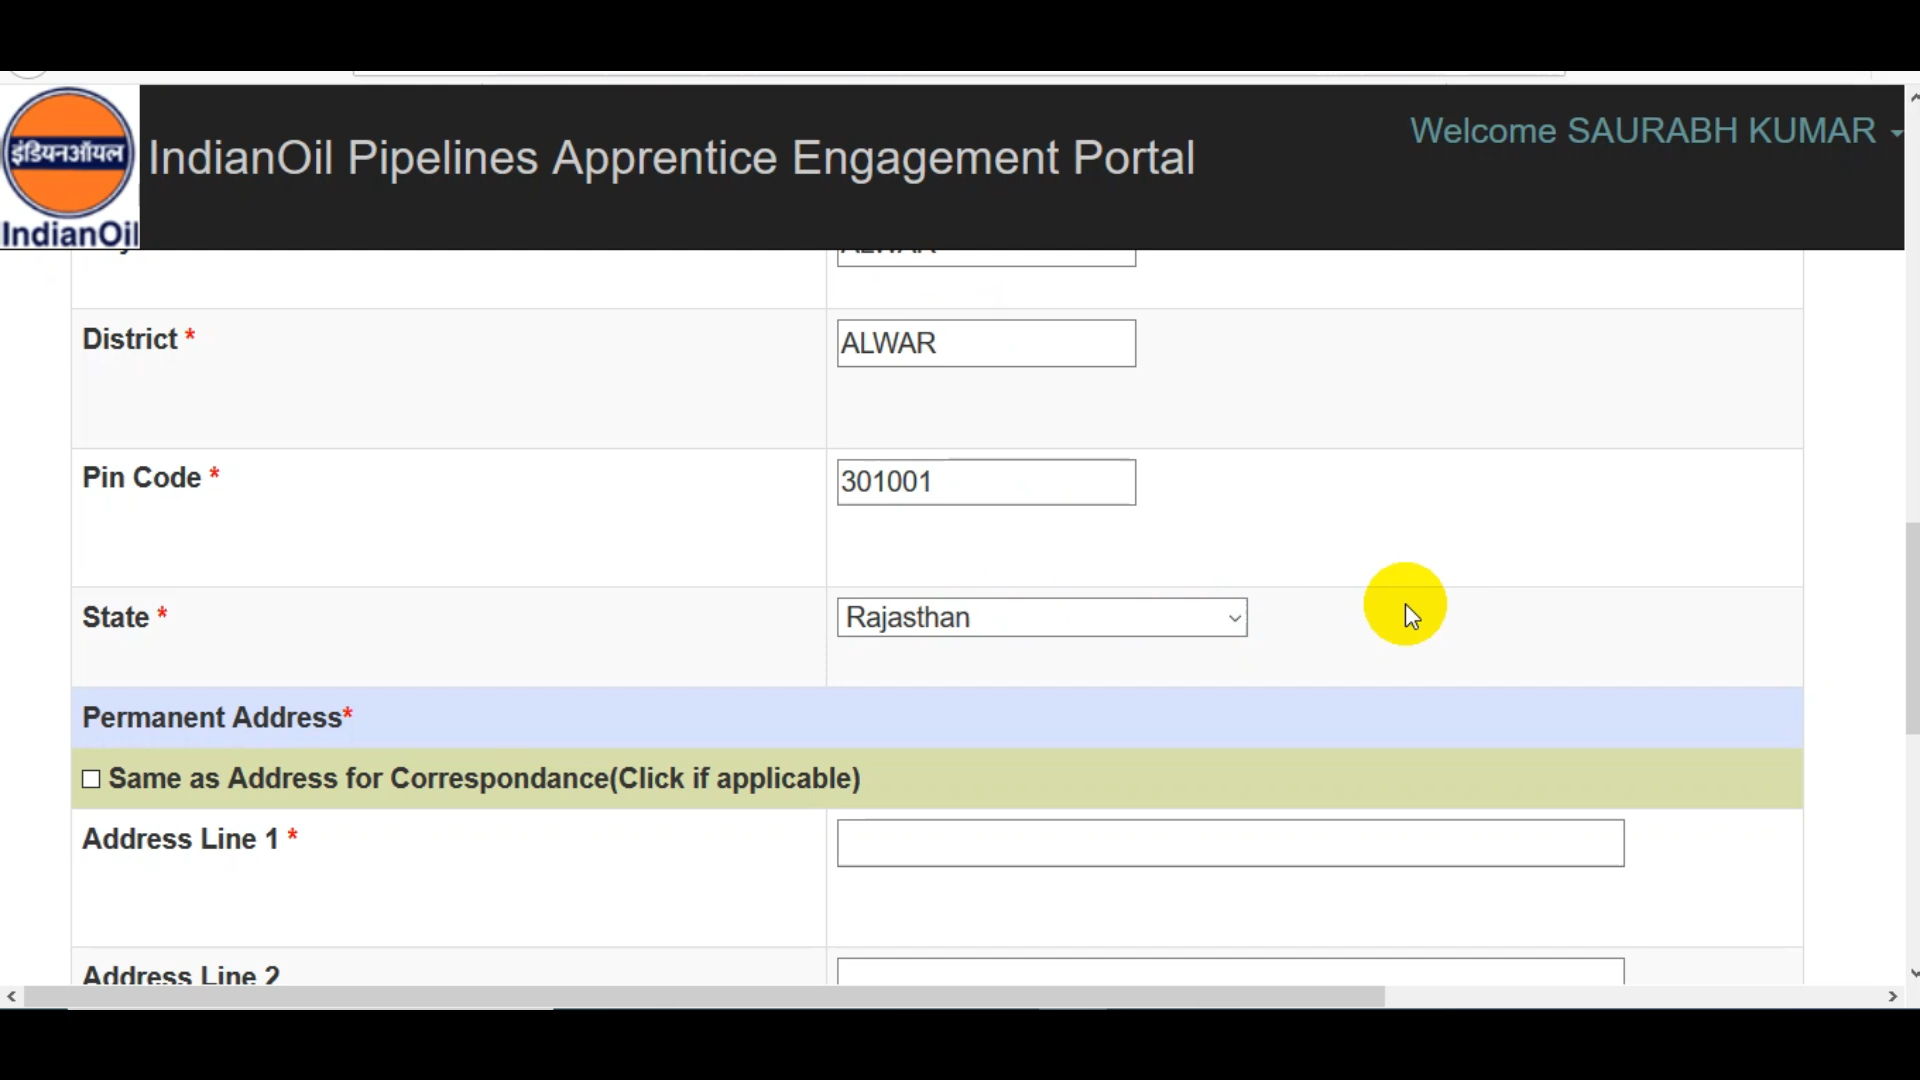 इंडियनऑयल
IndianOil
IndianOil Pipelines Apprentice Engagement Portal
Welcome SAURABH KUMAR
District *
ALWAR
Pin Code *
301001
State *
Rajasthan
Permanent Address*
Same as Address for Correspondance(Click if applicable)
Address Line 1 *
Address Line 2